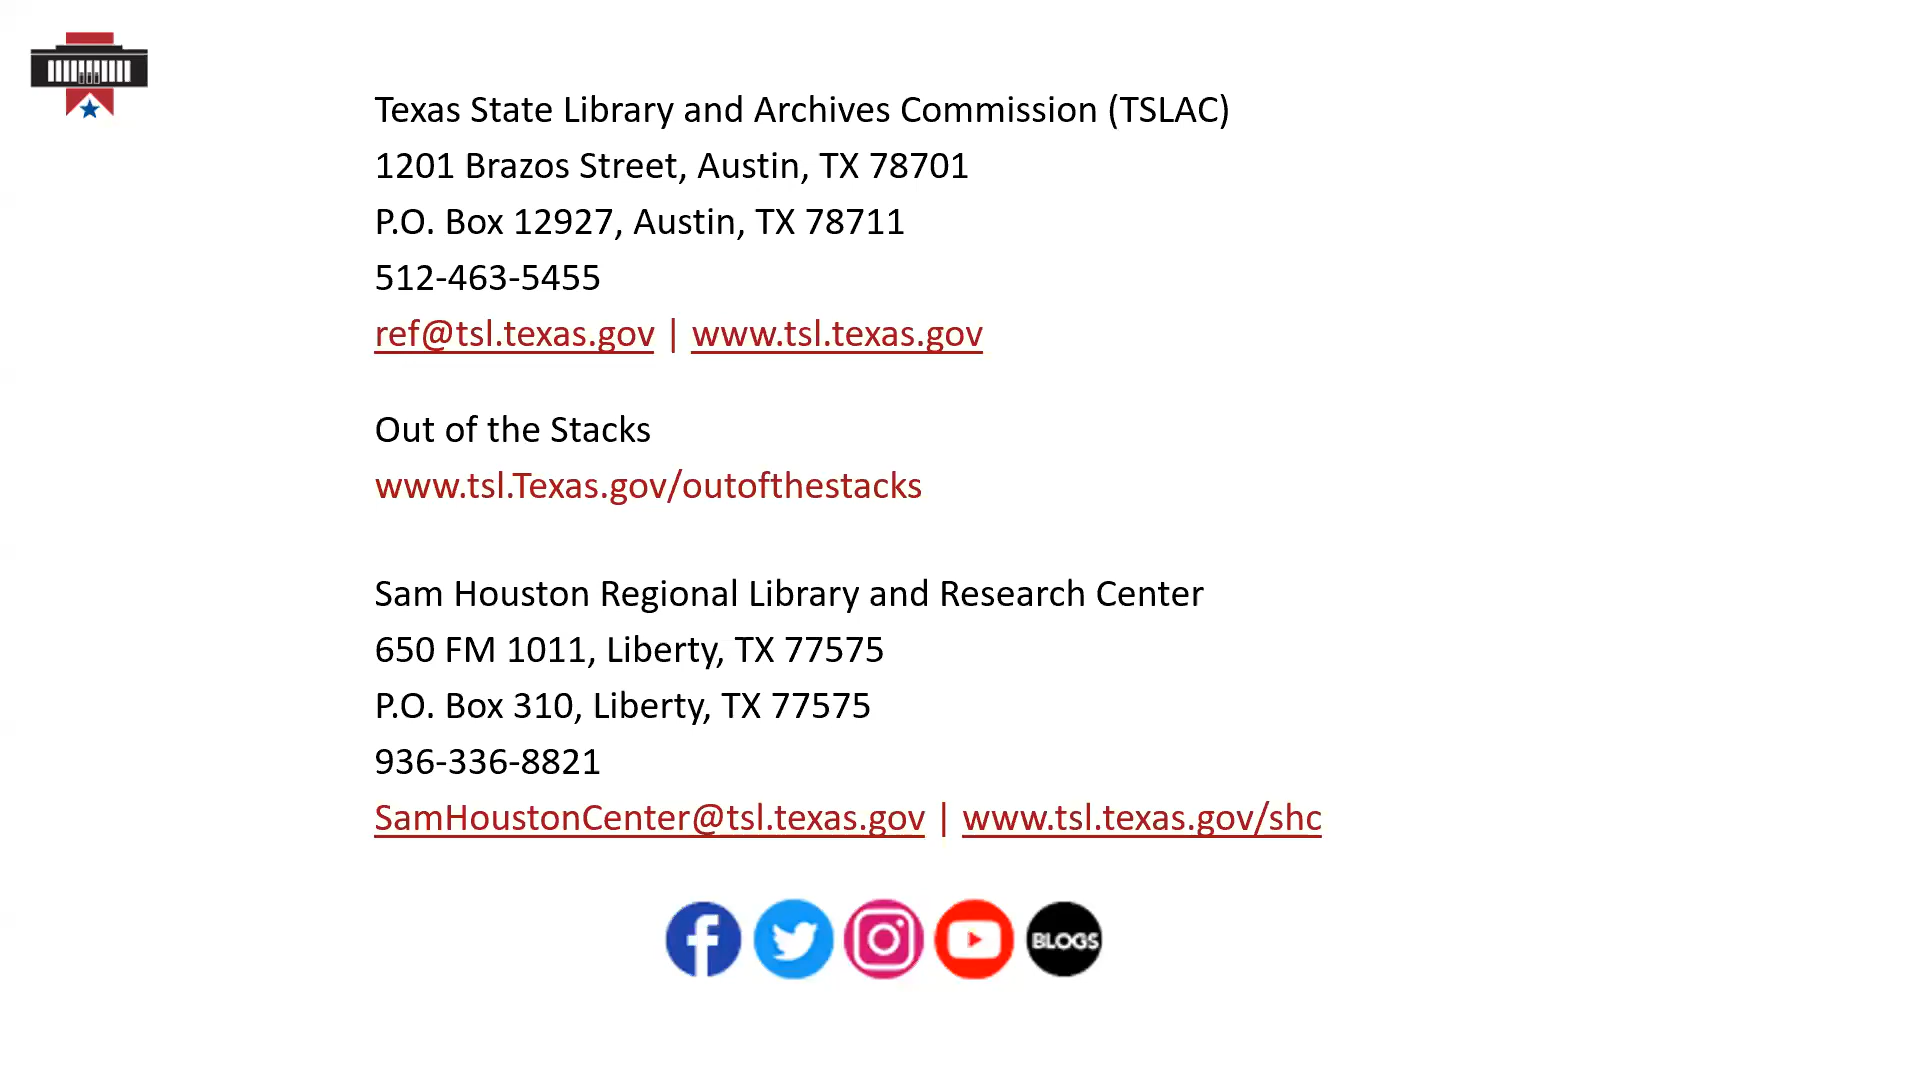 Texas State Library and Archives Commission (TSLAC)
1201 Brazos Street, Austin, TX 78701
P.O. Box 12927, Austin, TX 78711
512-463-5455
ref@tsl.texas.gov | www.tsl.texas.gov
Out of the Stacks
www.tsl.Texas.gov/outofthestacks
Sam Houston Regional Library and Research Center
650 FM 1011, Liberty, TX 77575
P.O. Box 310, Liberty, TX 77575
936-336-8821
SamHoustonCenter@tsl.texas.gov | www.tsl.texas.gov/shc
BLOGS